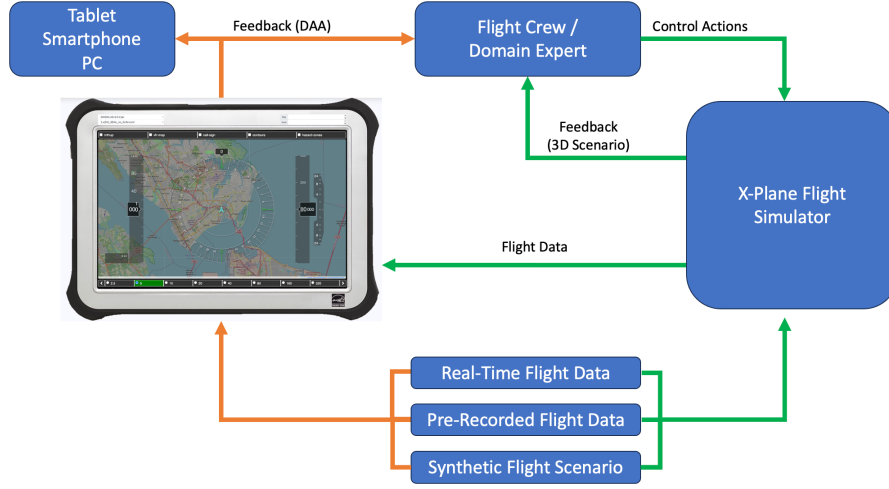 Tablet
Smartphone
PC
Feedback (DAA)
Flight Crew /
Domain Expert
Control Actions
Feedback
(3D Scenario)
X-Plane Flight
Simulator
Flight Data
Real-Time Flight Data
Pre-Recorded Flight Data
Synthetic Flight Scenario